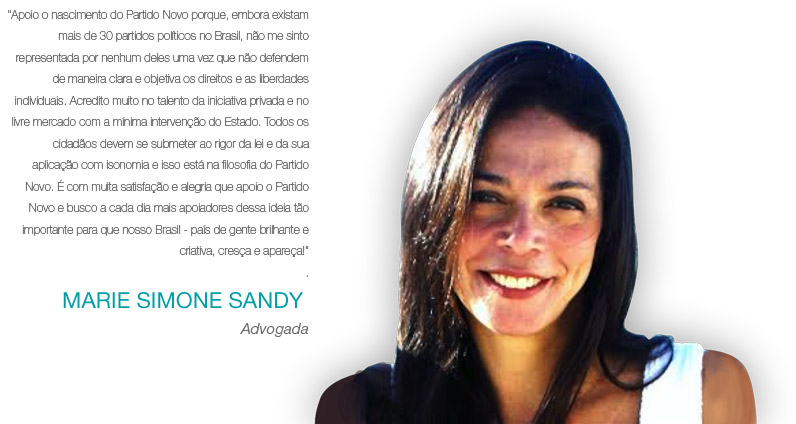 "Apoio o nascimento do Partido Novo porque, embora existam
mais de 30 partidos políticos no Brasil, não me sinto
representada por nenhum deles uma vez que não defendem
de maneira clara e objetiva os direitos e as liberdades
individuais. Acredito muito no talento da iniciativa privada e no
livre mercado com a mínima intervenção do Estado. Todos os
cidadãos devem se submeter ao rigor da lei e da sua
aplicação com isonomia e isso está na filosofia do Partido
Novo. É com muita satisfação e alegria que apoio o Partido
Novo e busco a cada dia mais apoiadores dessa ideia tão
importante para que nosso Brasil - país de gente brilhante e
criativa, cresça e apareça!"
.
MARIE SIMONE SANDY
Advogada